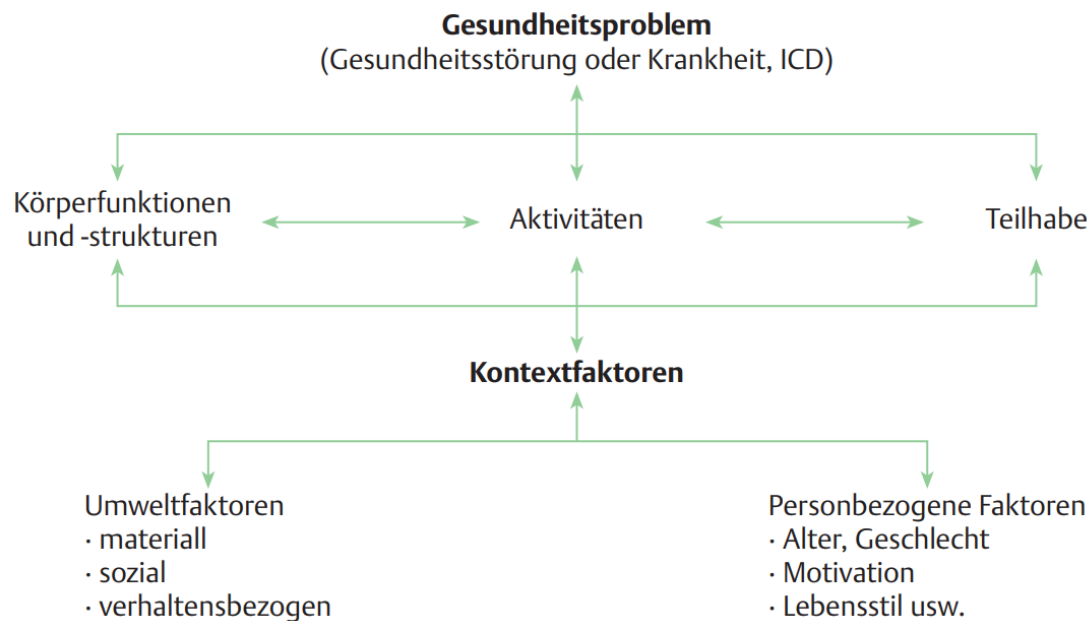 Gesundheitsproblem
(Gesundheitsstörung oder Krankheit, ICD)
Körperfunktionen
und -strukturen
Aktivitäten
Teilhabe
Kontextfaktoren
Umweltfaktoren
· materiall
· sozial
· verhaltensbezogen
Personbezogene Faktoren
· Alter, Geschlecht
· Motivation
· Lebensstil usw.